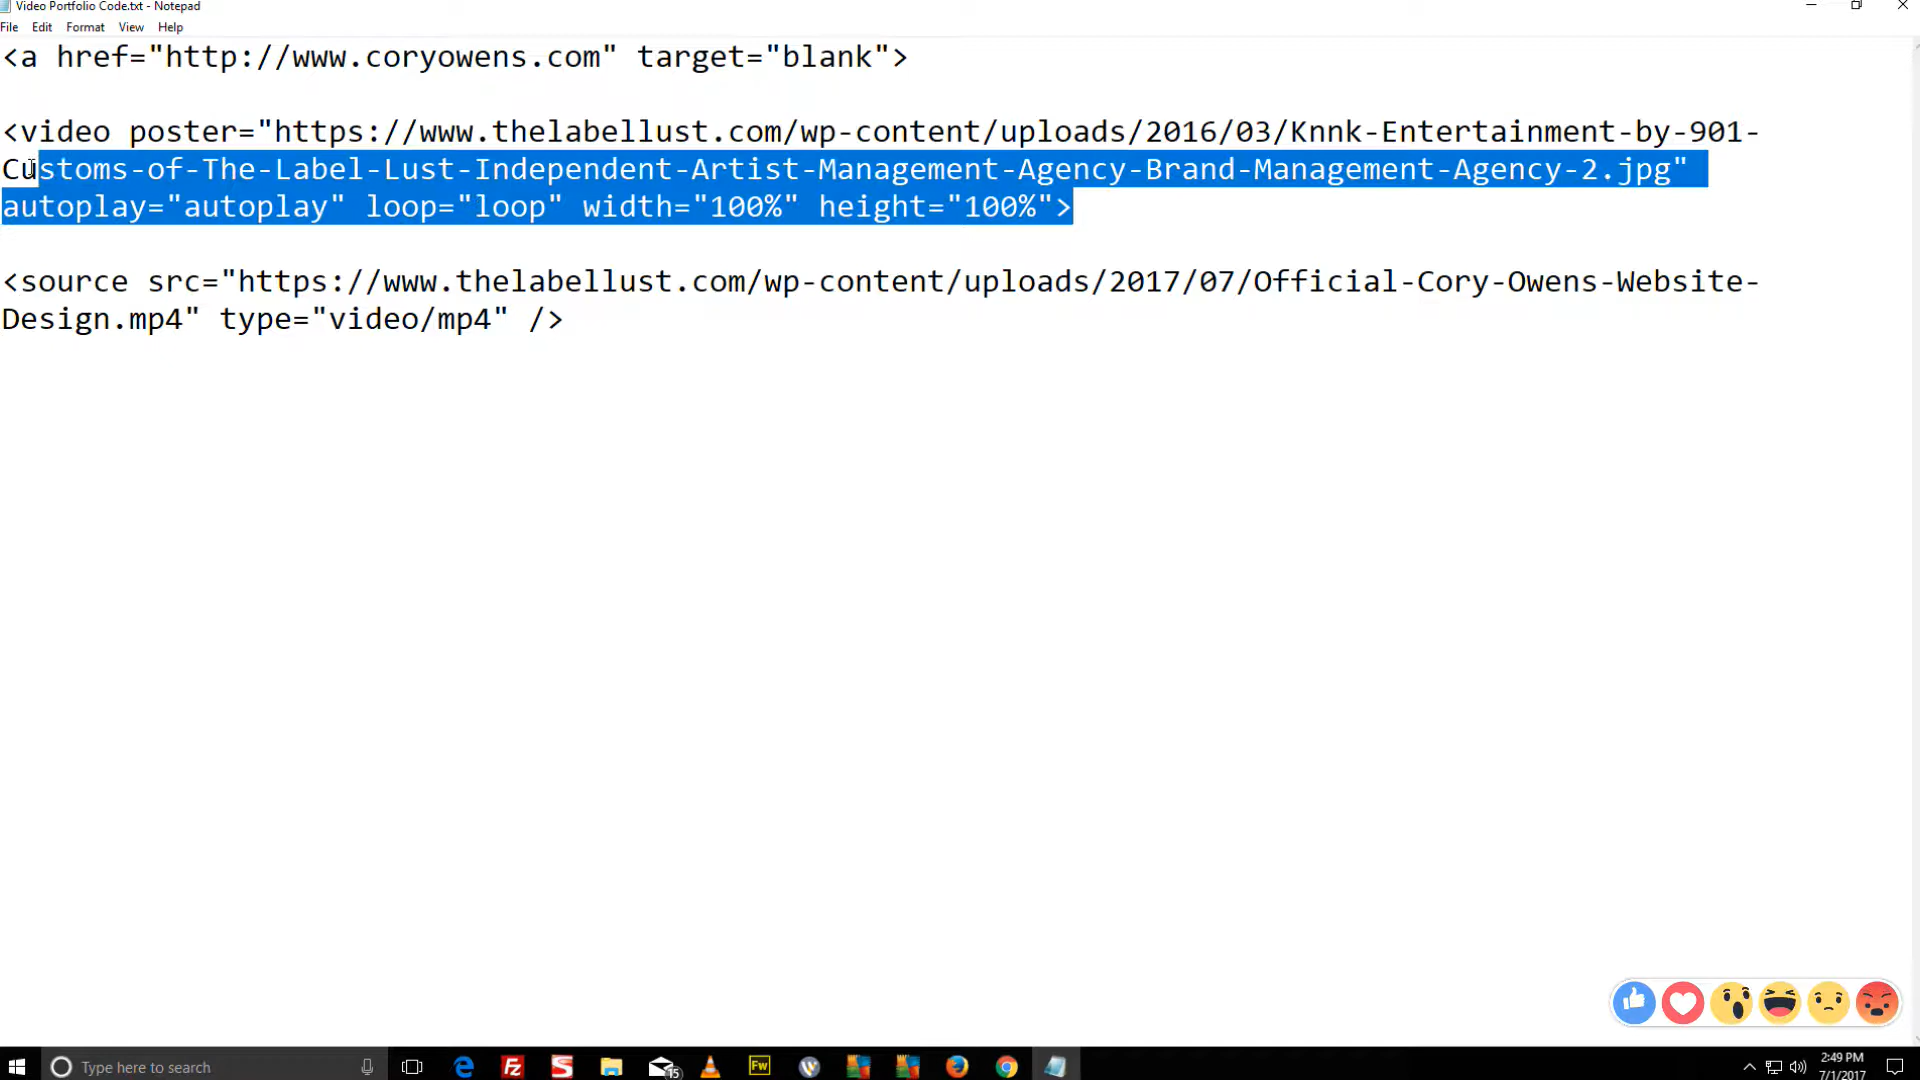 Video Portfolio Code.txt - Notepad
File Edit Format View Help
<a href="http://www.coryowens.com" target="blank">
<video poster="https://www.thelabellust.com/wp-content/uploads/2016/03/Knnk-Entertainment-by-901-
Customs-of-The-Label-Lust-Independent-Artist-Management-Agency-Brand-Management-Agency-2.jpg"
autoplay="autoplay" loop="loop" width="100%" height="100%">
<source src="https://www.thelabellust.com/wp-content/uploads/2017/07/Official-Cory-Owens-Website-
Design.mp4" type="video/mp4" />
Type here to search
15
Fw
2:49 PM
7/1/2017